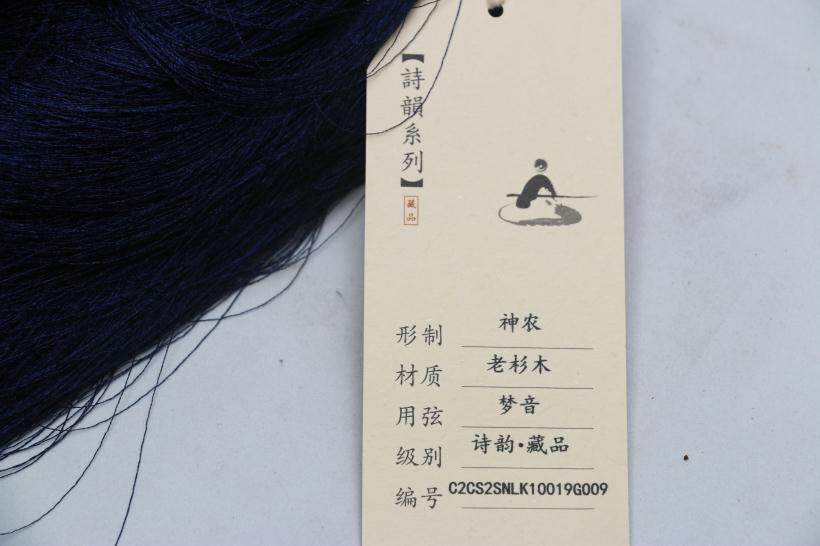 【詩韻系列】
藏品
形制 神农
材质 老杉木
用弦 梦音
级别 诗韵·藏品
编号 C2CS2SNLK10019G009